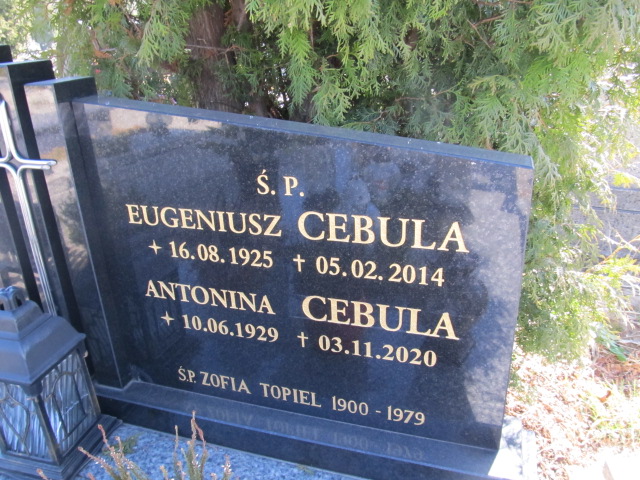 Ś. P.
EUGENIUSZ CEBULA
✦ 16.08.1925 † 05.02.2014
ANTONINA CEBULA
✦ 10.06.1929 † 03.11.2020
Ś.P. ZOFIA TOPIEL 1900 - 1979